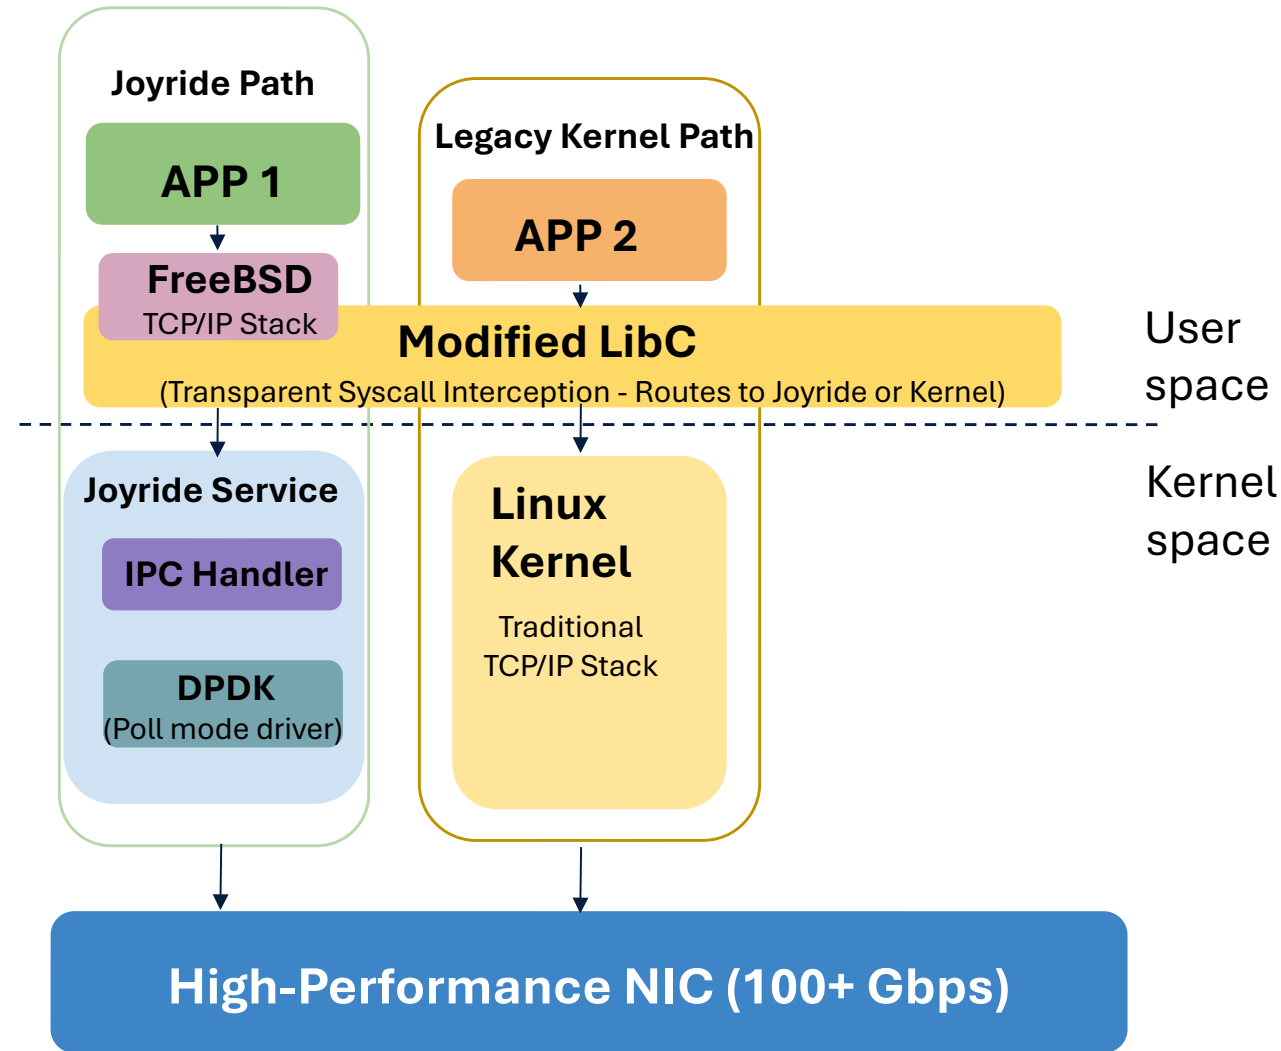 Joyride Path
APP 1
FreeBSD
TCP/IP Stack
Legacy Kernel Path
APP 2
Modified LibC
(Transparent Syscall Interception - Routes to Joyride or Kernel)
User
space
Kernel
space
Joyride Service
IPC Handler
DPDK
(Poll mode driver)
Linux
Kernel
Traditional
TCP/IP Stack
High-Performance NIC (100+ Gbps)